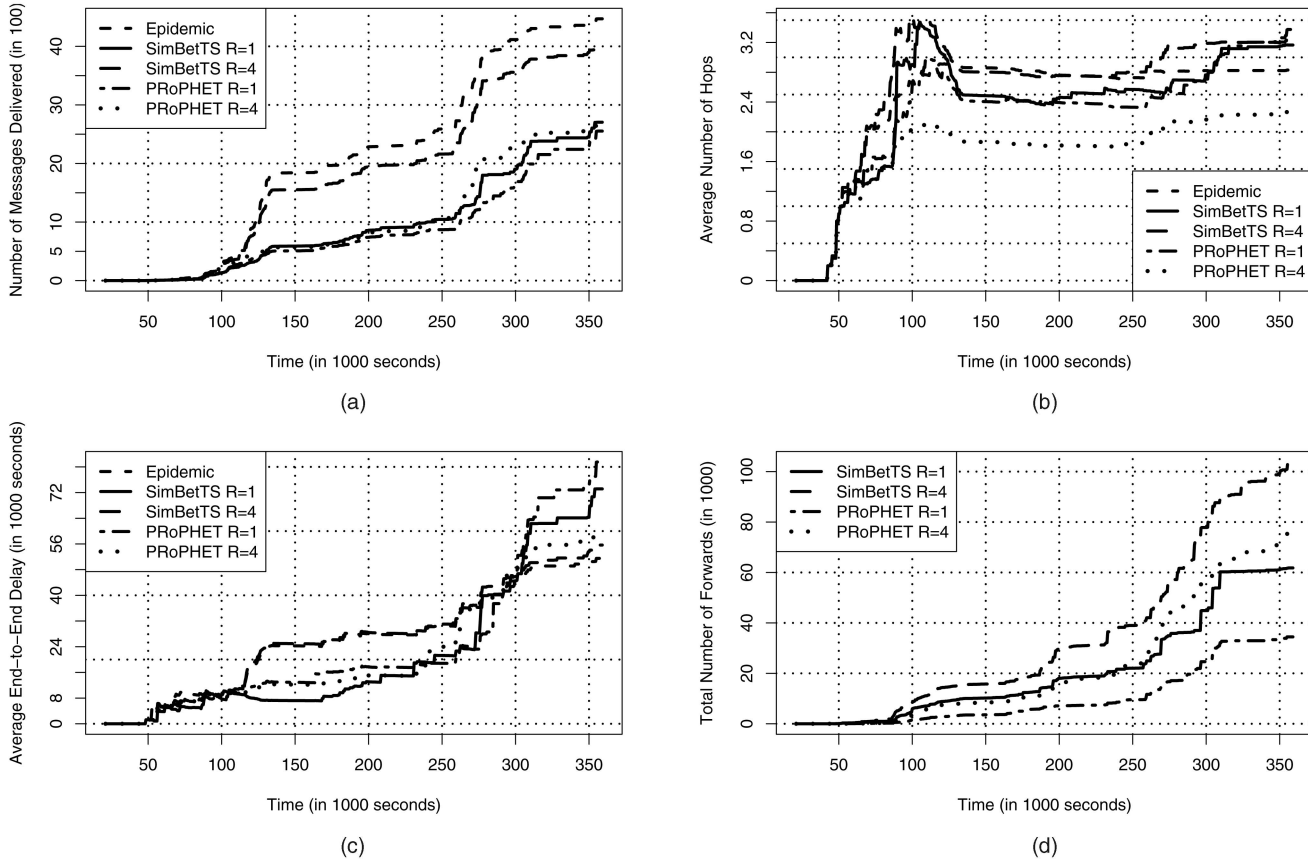 Number of Messages Delivered (in 100)
40
30
20
10
5
0
Epidemic
SimBetTS R=1
SimBetTS R=4
PRoPHET R=1
PRoPHET R=4
50 100 150 200 250 300 350
Time (in 1000 seconds)
(a)
Average Number of Hops
3.2
2.4
1.6
0.8
0
Epidemic
SimBetTS R=1
SimBetTS R=4
PRoPHET R=1
PRoPHET R=4
50 100 150 200 250 300 350
Time (in 1000 seconds)
(b)
Average End−to−End Delay (in 1000 seconds)
72
56
40
24
8
0
Epidemic
SimBetTS R=1
SimBetTS R=4
PRoPHET R=1
PRoPHET R=4
50 100 150 200 250 300 350
Time (in 1000 seconds)
(c)
Total Number of Forwards (in 1000)
100
80
60
40
20
0
SimBetTS R=1
SimBetTS R=4
PRoPHET R=1
PRoPHET R=4
50 100 150 200 250 300 350
Time (in 1000 seconds)
(d)